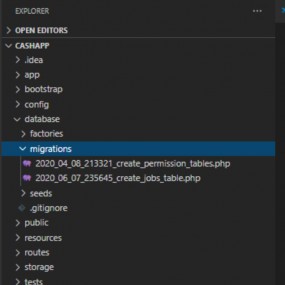 EXPLORER
OPEN EDITORS
CASHAPP
.idea
app
bootstrap
config
database
factories
migrations
2020_04_08_213321_create_permission_tables.php
2020_06_07_235645_create_jobs_table.php
seeds
.gitignore
public
resources
routes
storage
tests